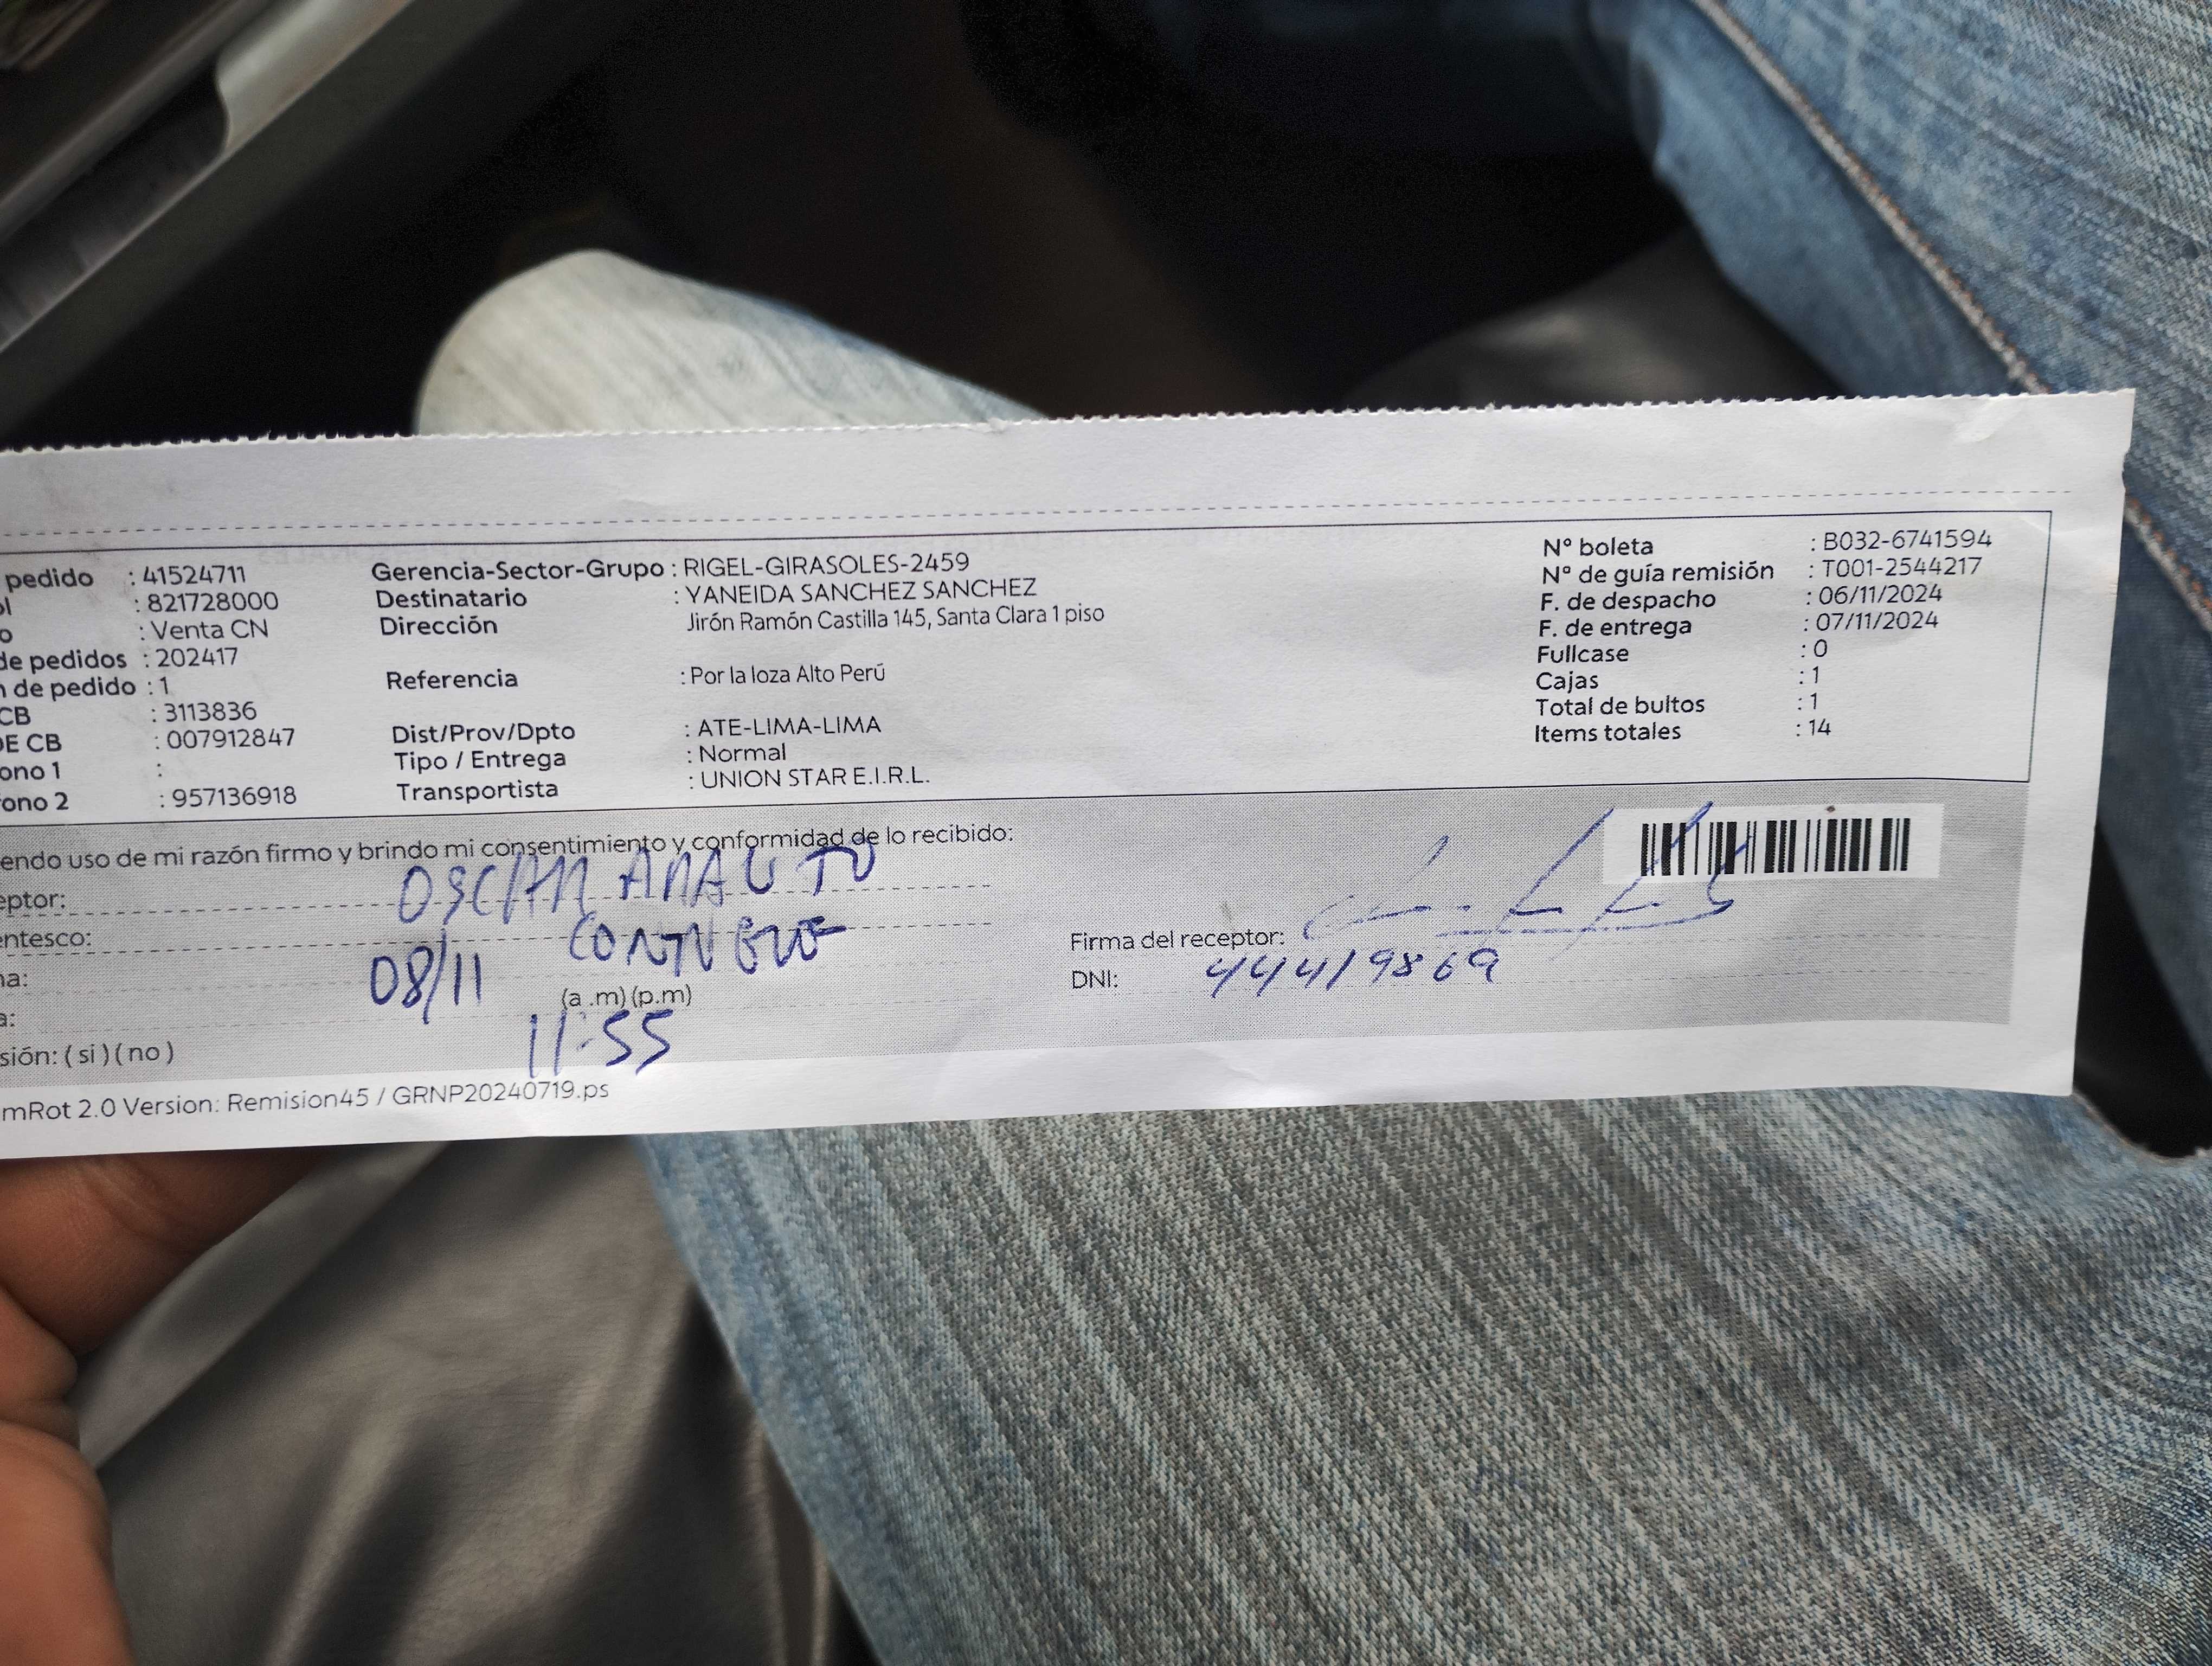 pedido : 41524711
: 821728000
: Venta CN
de pedidos : 202417
de pedido : 1
CB : 3113836
E CB : 007912847
ono 1 :
ono 2 : 957136918
Gerencia-Sector-Grupo : RIGEL-GIRASOLES-2459
Destinatario : YANEIDA SANCHEZ SANCHEZ
Dirección Jirón Ramón Castilla 145, Santa Clara 1 piso
Referencia : Por la loza Alto Perú
Dist/Prov/Dpto : ATE-LIMA-LIMA
Tipo / Entrega : Normal
Transportista : UNION STAR E.I.R.L.
Nº boleta : B032-6741594
Nº de guía remisión : T001-2544217
F. de despacho : 06/11/2024
F. de entrega : 07/11/2024
Fullcase : 0
Cajas : 1
Total de bultos : 1
Items totales : 14
endo uso de mi razón firmo y brindo mi consentimiento y conformidad de lo recibido:
eptor: OSCAR
entesco:
a: 08/11
(a .m) (p.m)
a: 11:55
sión: ( si ) ( no )
Firma del receptor:
DNI: 44419869
mRot 2.0 Version: Remision45 / GRNP20240719.ps